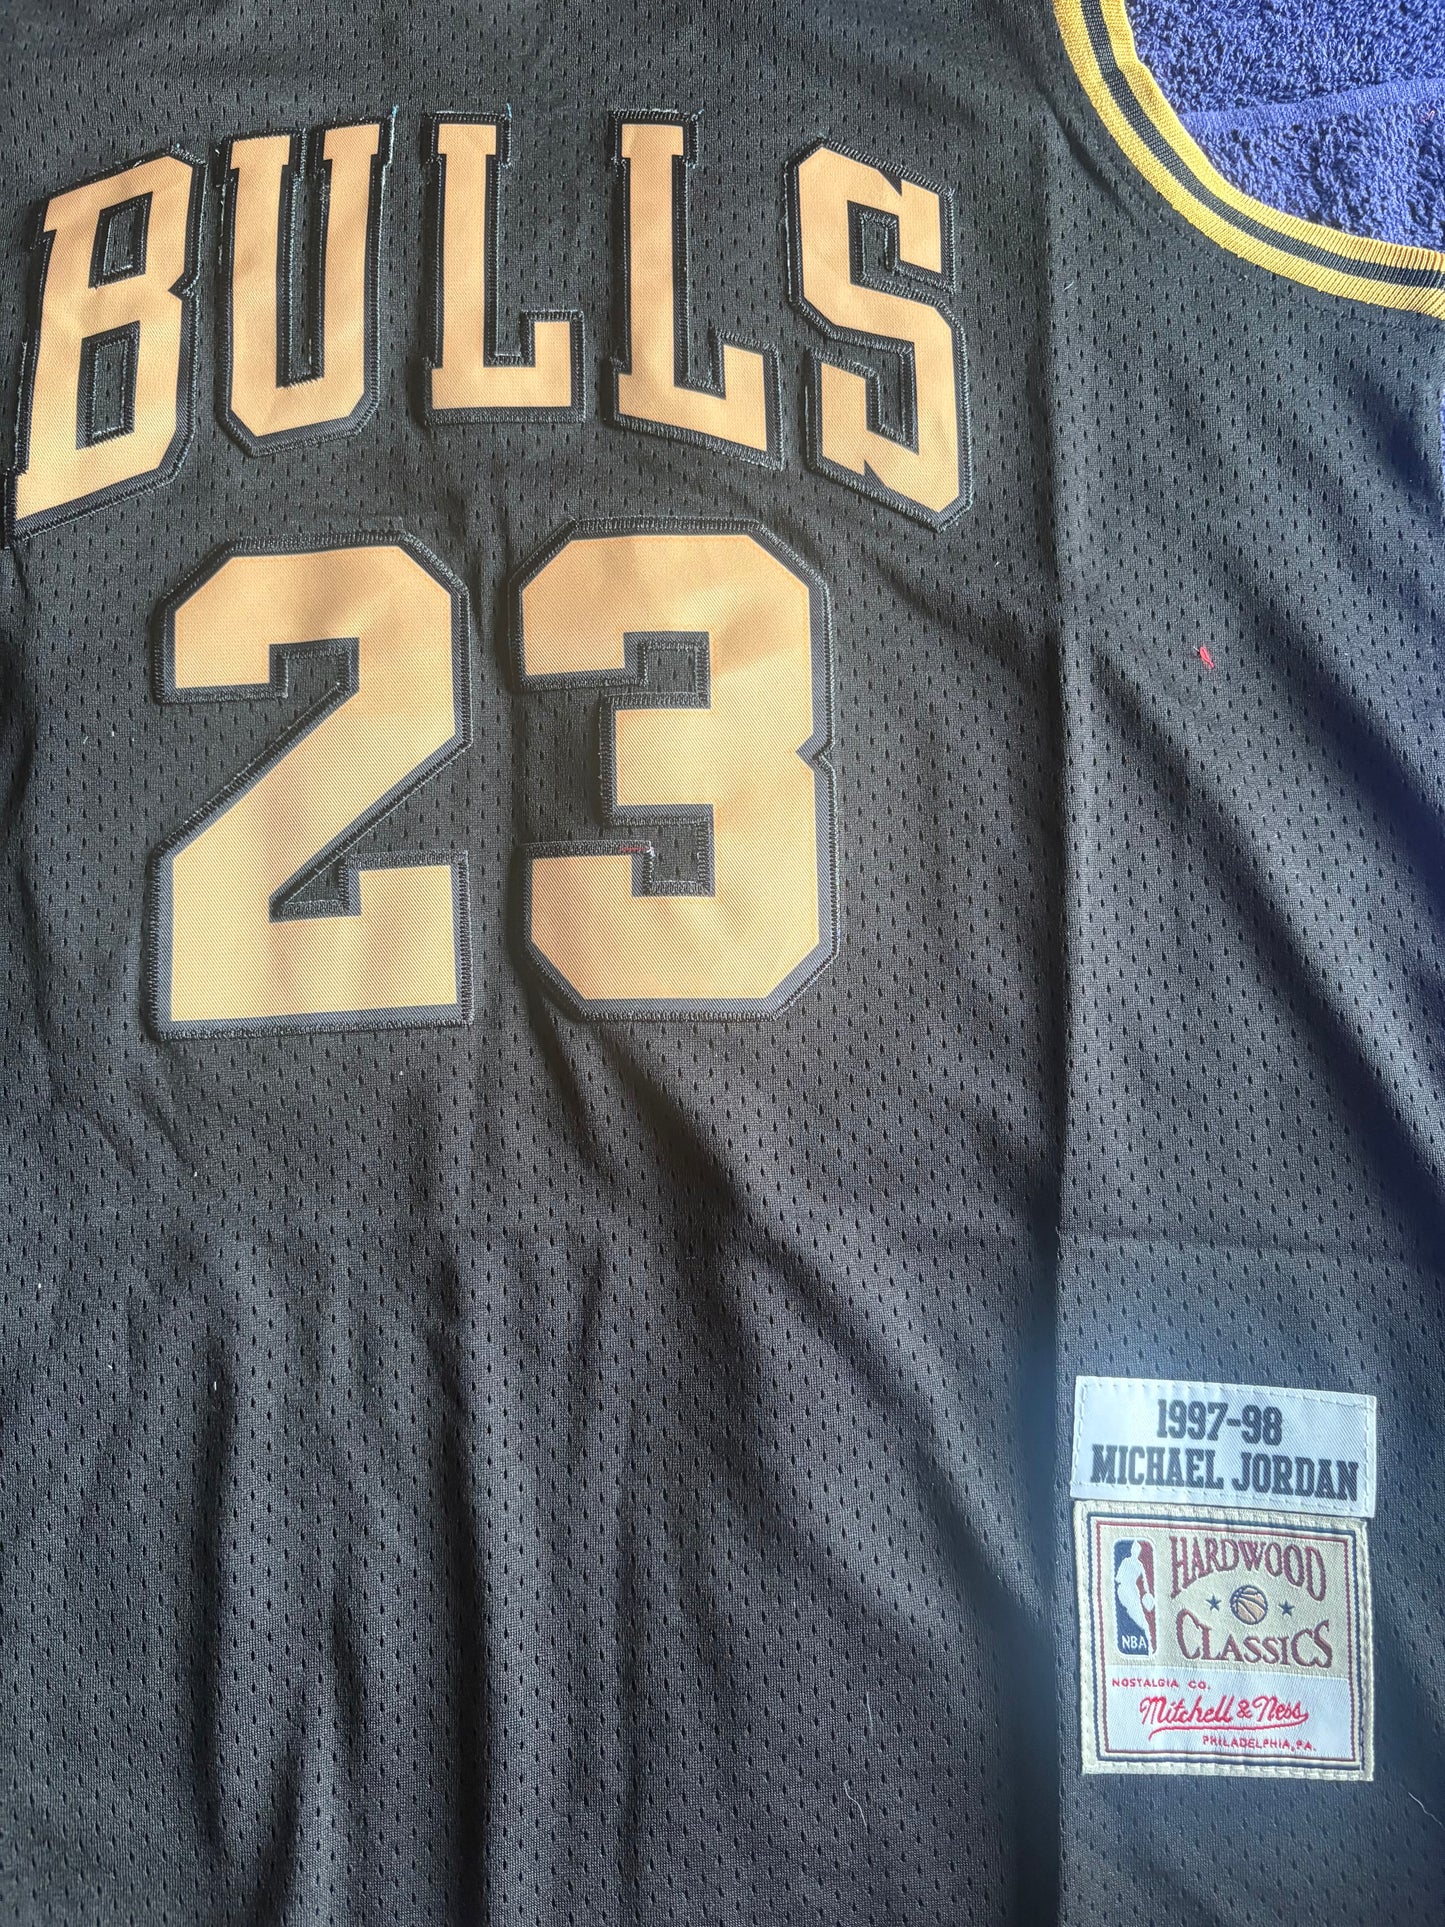 BULLS
23
1997-98
MICHAEL JORDAN
HARDWOOD
CLASSICS
NBA
NOSTALGIA CO.
Mitchell & Ness
PHILADELPHIA, PA.